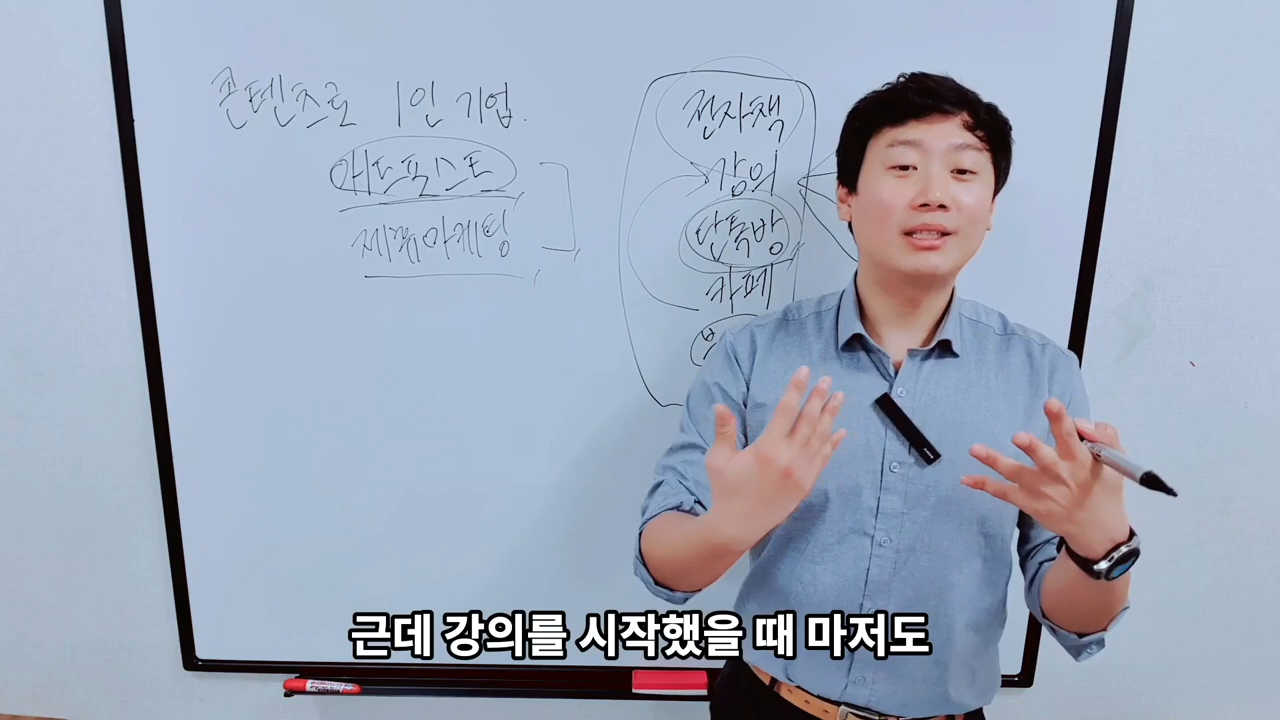 콘텐츠로 1인 기업.
애드포스트
제휴마케팅
전자책
강의
단톡방
카페
근데 강의를 시작했을 때 마저도